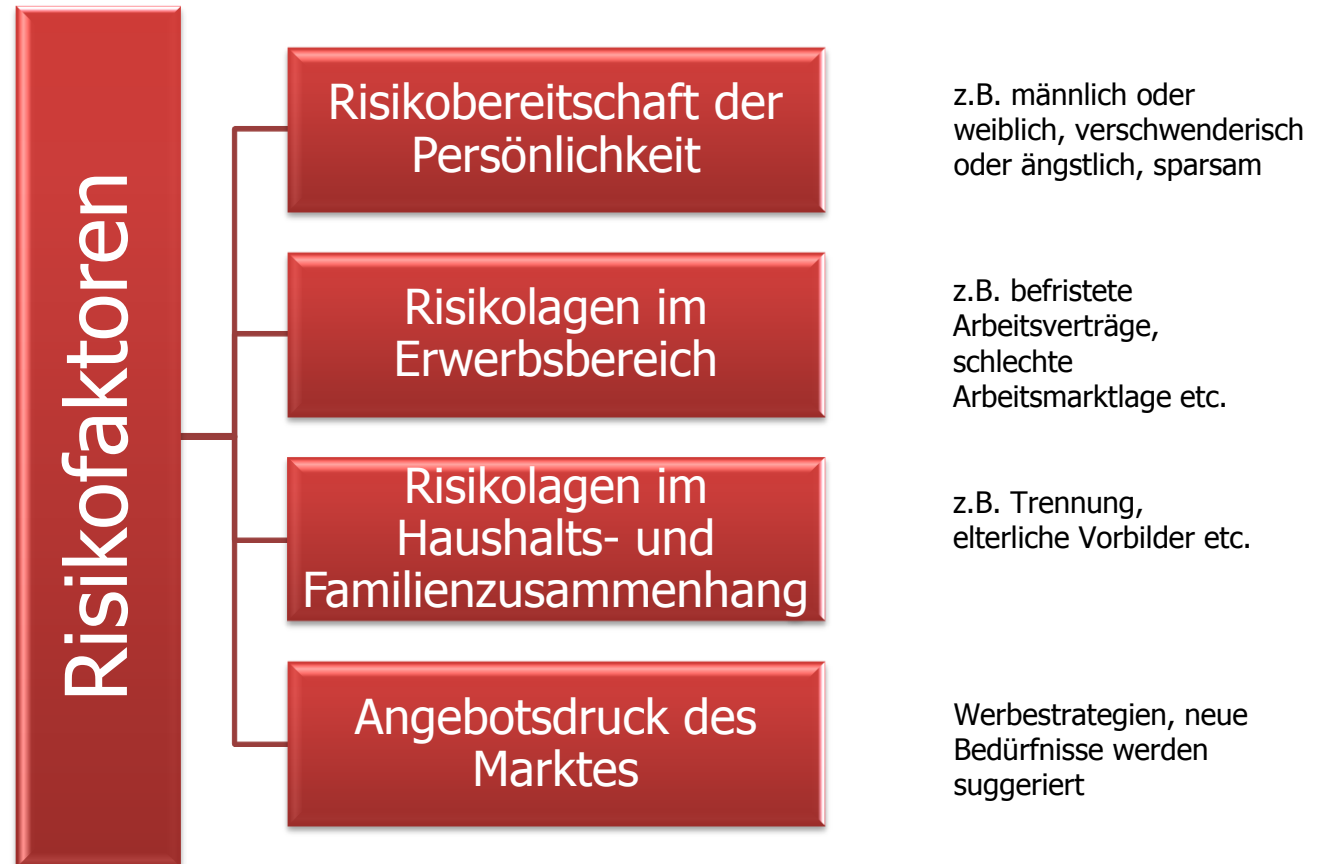 Risikofaktoren
Risikobereitschaft der
Persönlichkeit
z.B. männlich oder
weiblich, verschwenderisch
oder ängstlich, sparsam
Risikolagen im
Erwerbsbereich
z.B. befristete
Arbeitsverträge,
schlechte
Arbeitsmarktlage etc.
Risikolagen im
Haushalts- und
Familienzusammenhang
z.B. Trennung,
elterliche Vorbilder etc.
Angebotsdruck des
Marktes
Werbestrategien, neue
Bedürfnisse werden
suggeriert